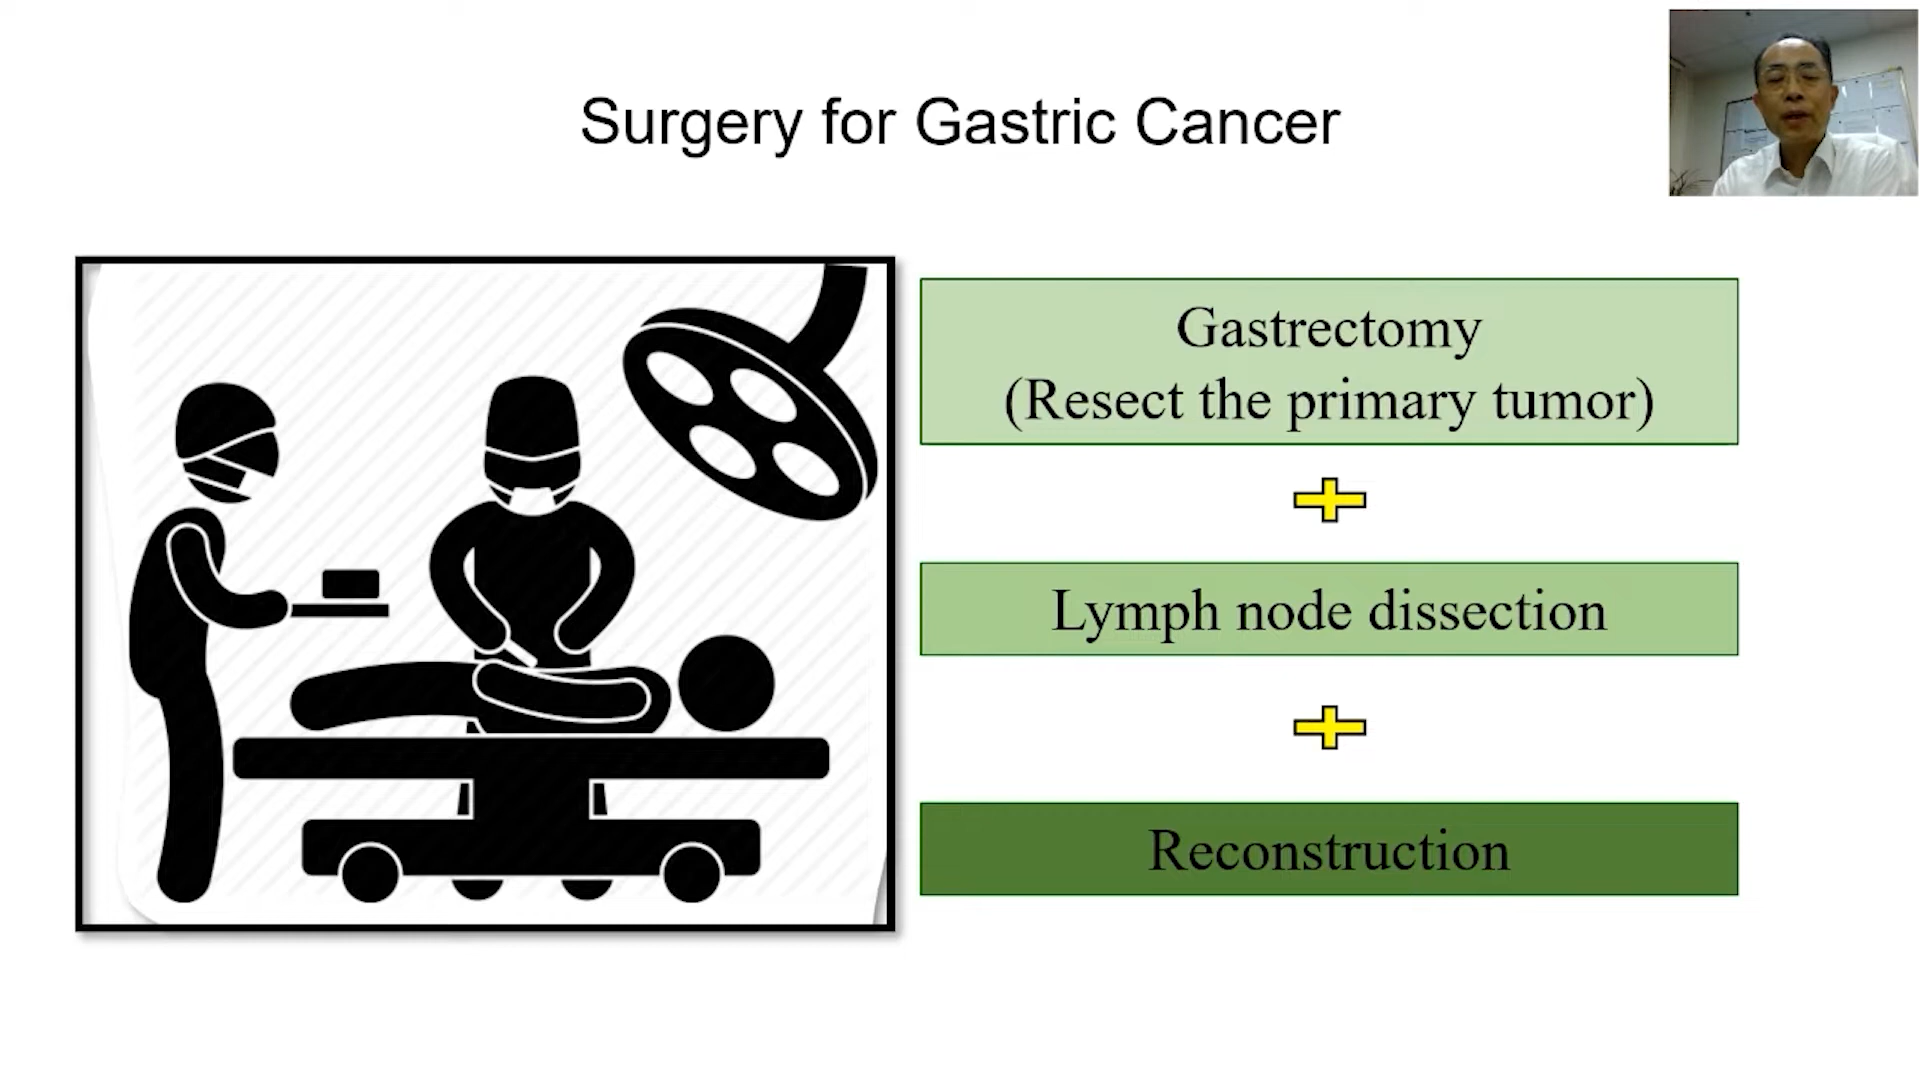 Surgery for Gastric Cancer
Gastrectomy
(Resect the primary tumor)
Lymph node dissection
Reconstruction